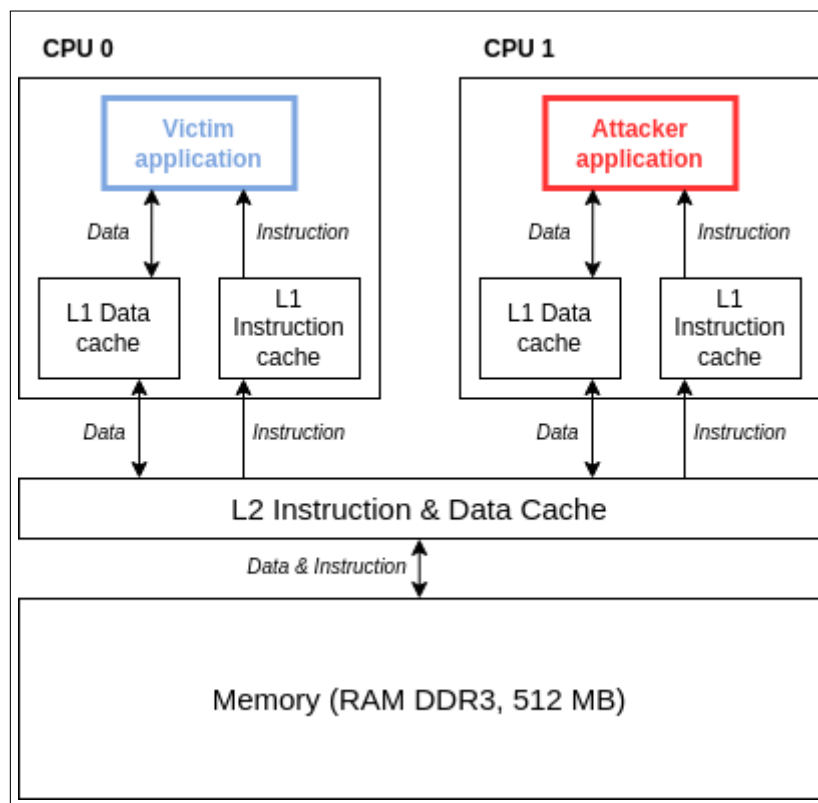 CPU 0
CPU 1
Victim
application
Attacker
application
Data
Instruction
Data
Instruction
L1 Data
cache
L1
Instruction
cache
L1 Data
cache
L1
Instruction
cache
Data
Instruction
Data
Instruction
L2 Instruction & Data Cache
Data & Instruction
Memory (RAM DDR3, 512 MB)